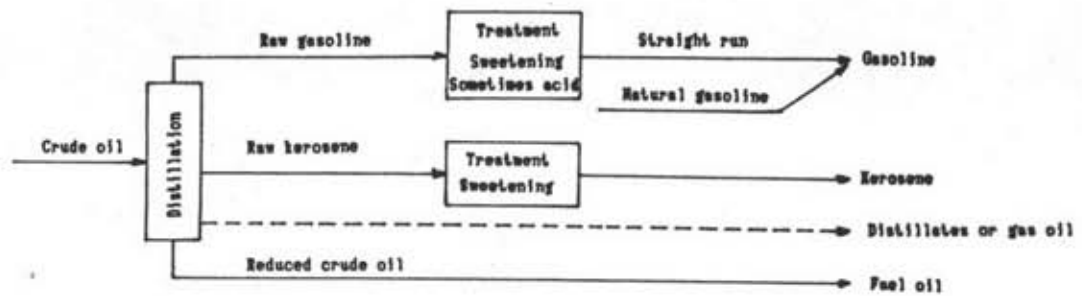 Raw gasoline
Treatment
Sweetening
Sometimes acid
Straight run
Gasoline
Natural gasoline
Crude oil
Distillation
Raw kerosene
Treatment
Sweetening
Kerosene
Distillates or gas oil
Reduced crude oil
Fuel oil